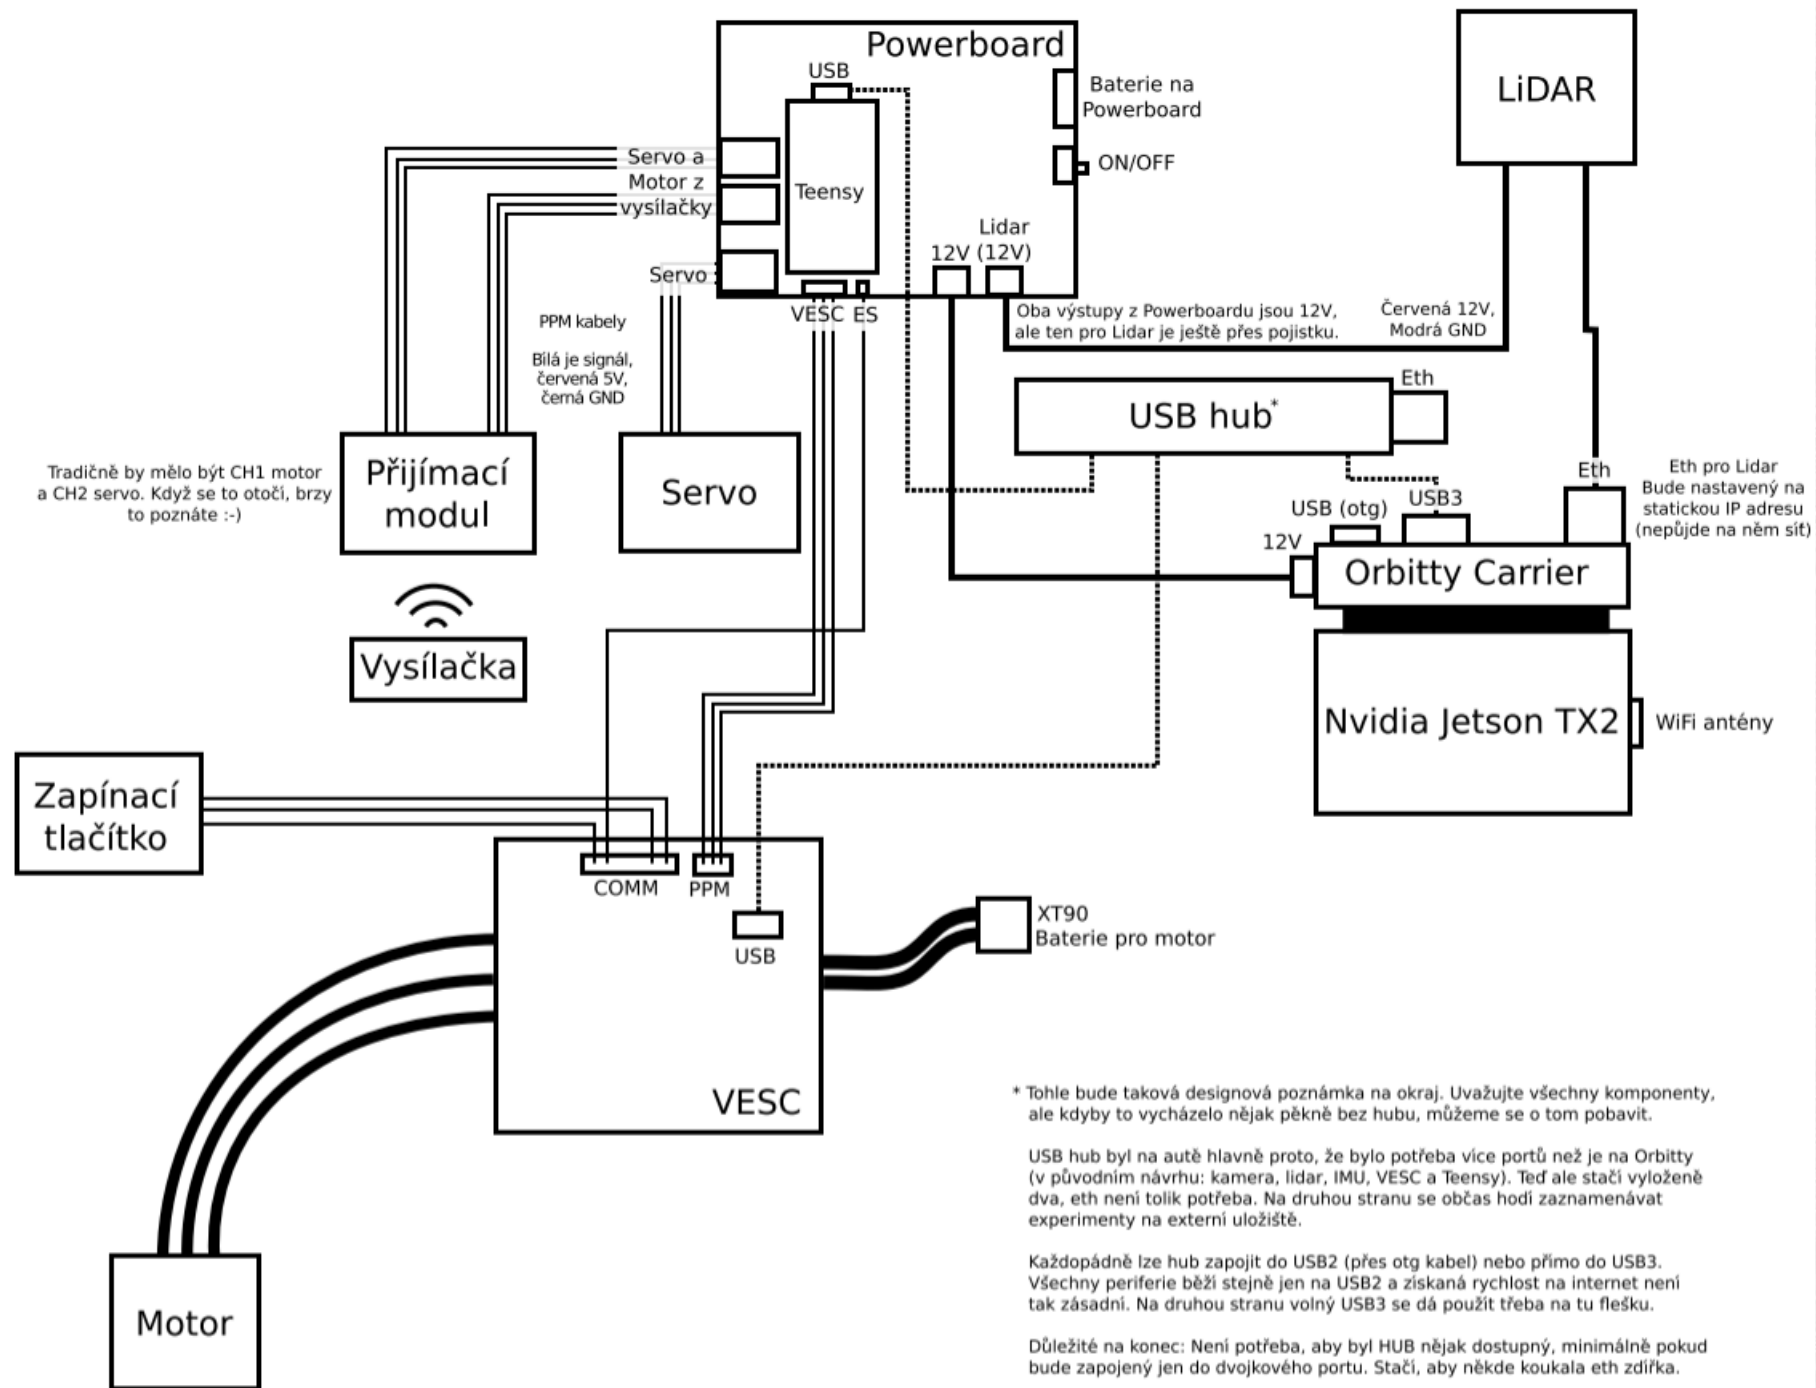 Powerboard
USB
Baterie na
Powerboard
LiDAR
Servo a
Motor z
vysílačky
Teensy
ON/OFF
Lidar
12V (12V)
Servo
VESC ES
PPM kabely
Bílá je signál,
červená 5V,
černá GND
Oba výstupy z Powerboardu jsou 12V,
ale ten pro Lidar je ještě přes pojistku.
Červená 12V,
Modrá GND
USB hub*
Eth
Tradičně by mělo být CH1 motor
a CH2 servo. Když se to otočí, brzy
to poznáte :-)
Přijímací
modul
Servo
USB (otg)
USB3
Eth
Eth pro Lidar
Bude nastavený na
statickou IP adresu
(nepůjde na něm síť)
12V
Orbitty Carrier
Vysílačka
Nvidia Jetson TX2
WiFi antény
Zapínací
tlačítko
COMM
PPM
USB
XT90
Baterie pro motor
VESC
Motor
* Tohle bude taková designová poznámka na okraj. Uvažujte všechny komponenty,
ale kdyby to vycházelo nějak pěkně bez hubu, můžeme se o tom pobavit.
USB hub byl na autě hlavně proto, že bylo potřeba více portů než je na Orbitty
(v původním návrhu: kamera, lidar, IMU, VESC a Teensy). Teď ale stačí vyloženě
dva, eth není tolik potřeba. Na druhou stranu se občas hodí zaznamenávat
experimenty na externí uložiště.
Každopádně lze hub zapojit do USB2 (přes otg kabel) nebo přímo do USB3.
Všechny periferie běží stejně jen na USB2 a získaná rychlost na internet není
tak zásadní. Na druhou stranu volný USB3 se dá použít třeba na tu flešku.
Důležité na konec: Není potřeba, aby byl HUB nějak dostupný, minimálně pokud
bude zapojený jen do dvojkového portu. Stačí, aby někde koukala eth zdířka.